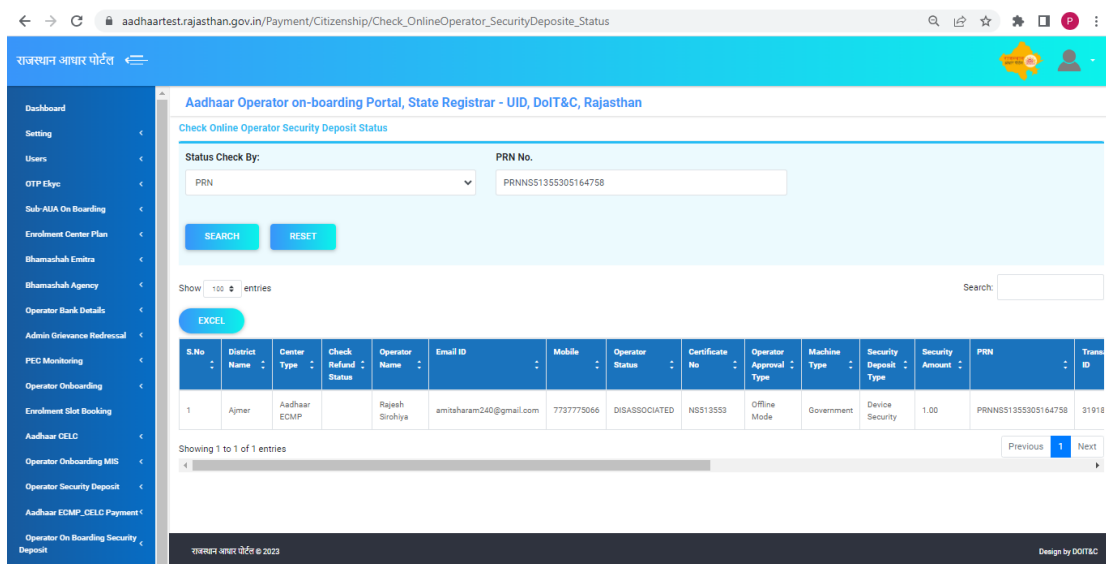 aadhaartest.rajasthan.gov.in/Payment/Citizenship/Check_OnlineOperator_SecurityDeposite_Status
P
राजस्थान आधार पोर्टल
Dashboard
Setting
Users
OTP Ekyc
Sub-AUA On Boarding
Enrolment Center Plan
Bhamashah Emitra
Bhamashah Agency
Operator Bank Details
Admin Grievance Redressal
PEC Monitoring
Operator Onboarding
Enrolment Slot Booking
Aadhaar CELC
Operator Onboarding MIS
Operator Security Deposit
Aadhaar ECMP_CELC Payment
Operator On Boarding Security
Deposit
Aadhaar Operator on-boarding Portal, State Registrar - UID, DoIT&C, Rajasthan
Check Online Operator Security Deposit Status
Status Check By: PRN No.
PRN PRNNS51355305164758
SEARCH RESET
Show 100 entries Search:
EXCEL
S.No District Name Center Type Check Refund Status Operator Name Email ID Mobile Operator Status Certificate No Operator Approval Type Machine Type Security Deposit Type Security Amount PRN Trans ID
1 Ajmer Aadhaar ECMP Rajesh Sirohiya amitaharam240@gmail.com 7737775066 DISASSOCIATED NS513553 Offline Mode Government Device Security 1.00 PRNNS51355305164758 31918
Showing 1 to 1 of 1 entries Previous 1 Next
राजस्थान आधार पोर्टल © 2023 Design by DOIT&C